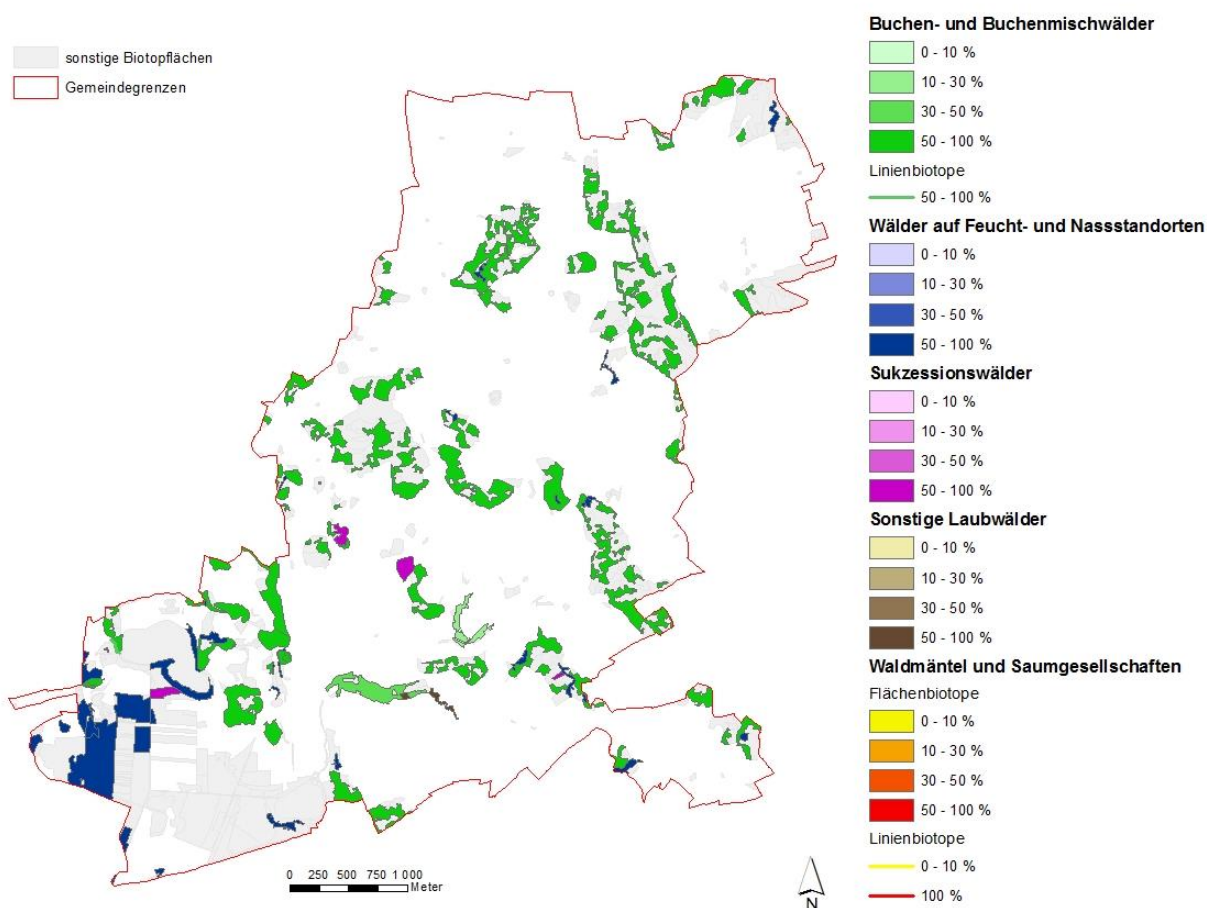 sonstige Biotopflächen
Gemeindegrenzen
Buchen- und Buchenmischwälder
0 - 10 %
10 - 30 %
30 - 50 %
50 - 100 %
Linienbiotope
50 - 100 %
Wälder auf Feucht- und Nassstandorten
0 - 10 %
10 - 30 %
30 - 50 %
50 - 100 %
Sukzessionswälder
0 - 10 %
10 - 30 %
30 - 50 %
50 - 100 %
Sonstige Laubwälder
0 - 10 %
10 - 30 %
30 - 50 %
50 - 100 %
Waldmäntel und Saumgesellschaften
Flächenbiotope
0 - 10 %
10 - 30 %
30 - 50 %
50 - 100 %
Linienbiotope
0 - 10 %
100 %
0 250 500 750 1 000
Meter
N